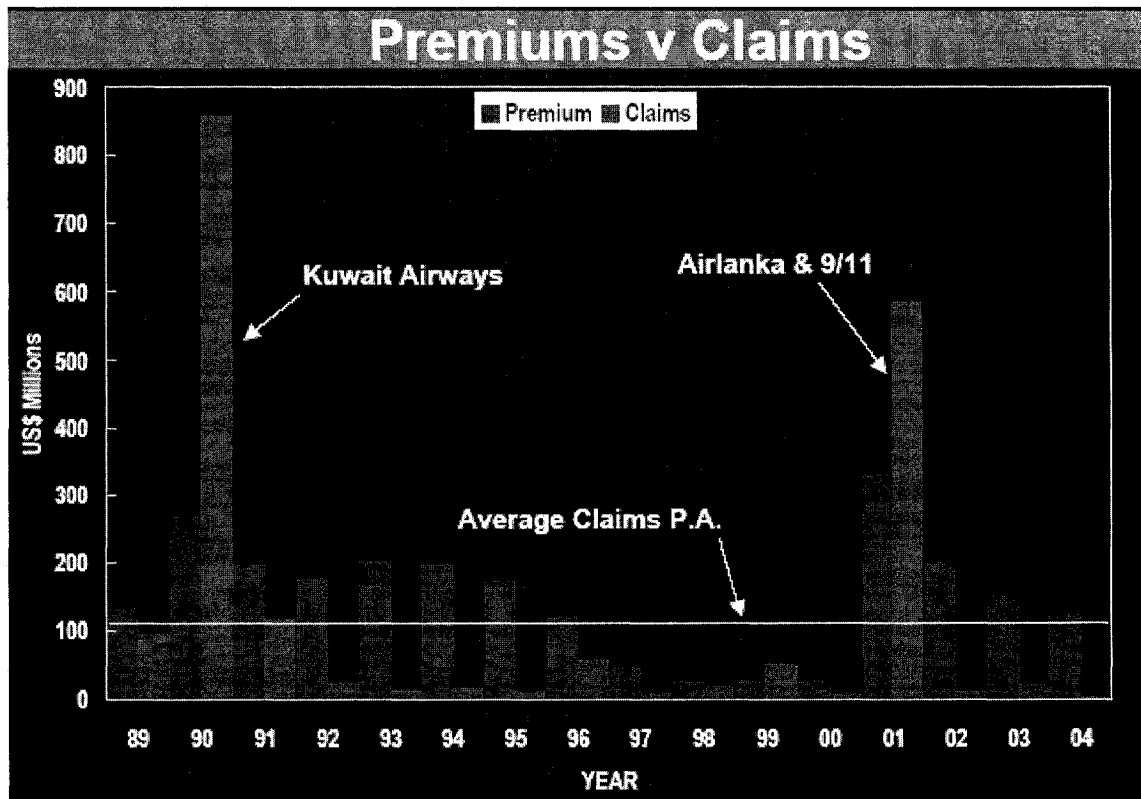 Premiums v Claims
900
Premium Claims
800
700
Kuwait Airways
Airlanka & 9/11
600
US$ Millions
500
400
300
Average Claims P.A.
200
100
0
89 90 91 92 93 94 95 96 97 98 99 00 01 02 03 04
YEAR